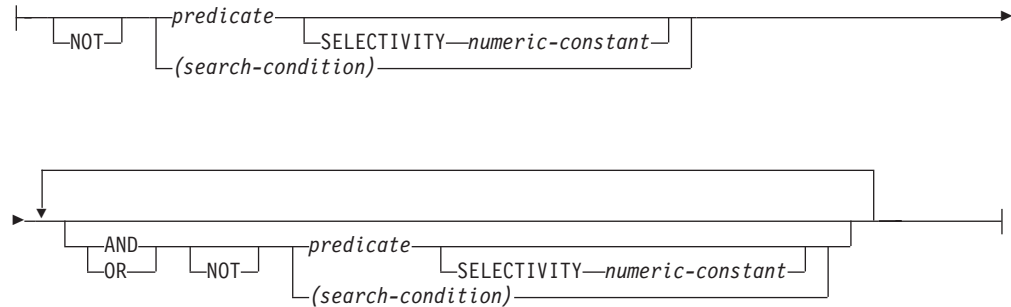 predicate
NOT SELECTIVITY numeric-constant
(search-condition)
AND predicate
OR NOT SELECTIVITY numeric-constant
(search-condition)